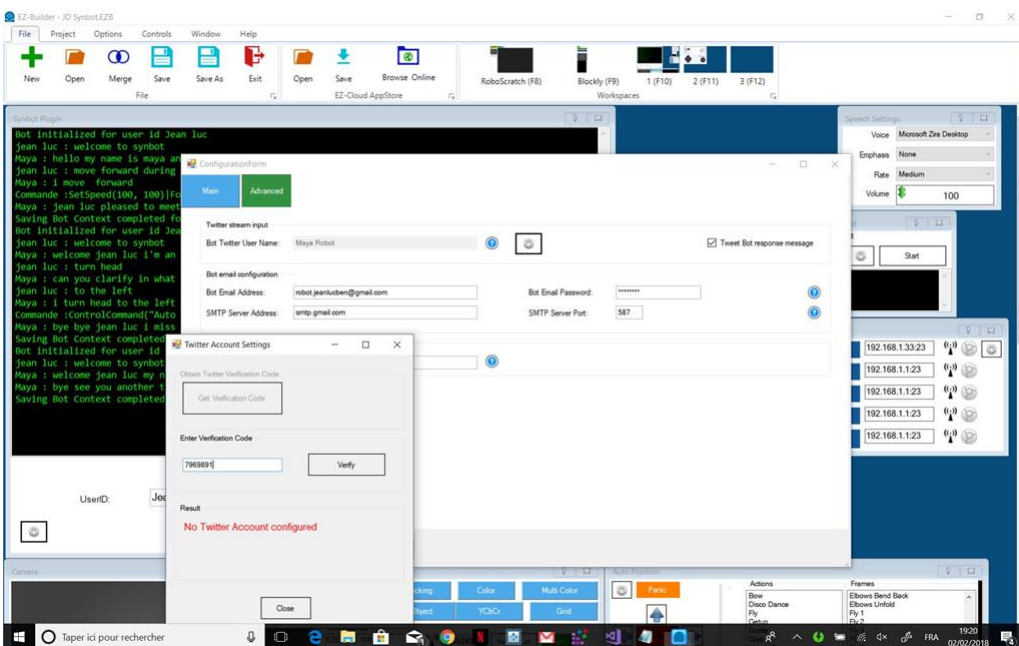 EZ-Builder - JD Synbot.EZB
File Project Options Controls Window Help
New Open Merge Save Save As Exit Open Save Browse Online RoboScratch (F8) Blockly (F9) 1 (F10) 2 (F11) 3 (F12)
File EZ-Cloud AppStore Workspaces
Synbot Plugin
Bot initialized for user id Jean luc
jean luc : welcome to synbot
Maya : hello my name is maya an
jean luc : move forward during
Maya : i move forward
Commande :SetSpeed(100, 100)|Fo
Maya : jean luc pleased to meet
Saving Bot Context completed fo
Bot initialized for user id Jea
jean luc : welcome to synbot
Maya : welcome jean luc i'm an
jean luc : turn head
Maya : can you clarify in what
jean luc : to the left
Maya : i turn head to the left
Commande :ControlCommand("Auto
Maya : bye bye jean luc i miss
Saving Bot Context completed
Bot initialized for user id
jean luc : welcome to synbot
Maya : welcome jean luc my n
Maya : bye see you another t
Saving Bot Context completed
UserID: Jea
ConfigurationForm
Main Advanced
Twitter stream input
Bot Twitter User Name: Maya Robot
Tweet Bot response message
Bot email configuration
Bot Email Address: robot.jeanlucben@gmail.com Bot Email Password: ********
SMTP Server Address: smtp.gmail.com SMTP Server Port: 587
Twitter Account Settings
Obtain Twitter Verification Code
Get Verification Code
Enter Verification Code
7969891 Verify
Result
No Twitter Account configured
Close
Speech Settings
Voice Microsoft Zira Desktop
Emphasis None
Rate Medium
Volume 100
Start
192.168.1.33:23
192.168.1.1:23
192.168.1.1:23
192.168.1.1:23
192.168.1.1:23
Camera
cking Color Multi Color
bject YCbCr Grid
Auto Position
Panic
Actions
Bow
Disco Dance
Fly
Getup
Frames
Elbows Bend Back
Elbows Unfold
Fly 1
Fly 2
Taper ici pour rechercher
FRA
19:20
02/02/2018